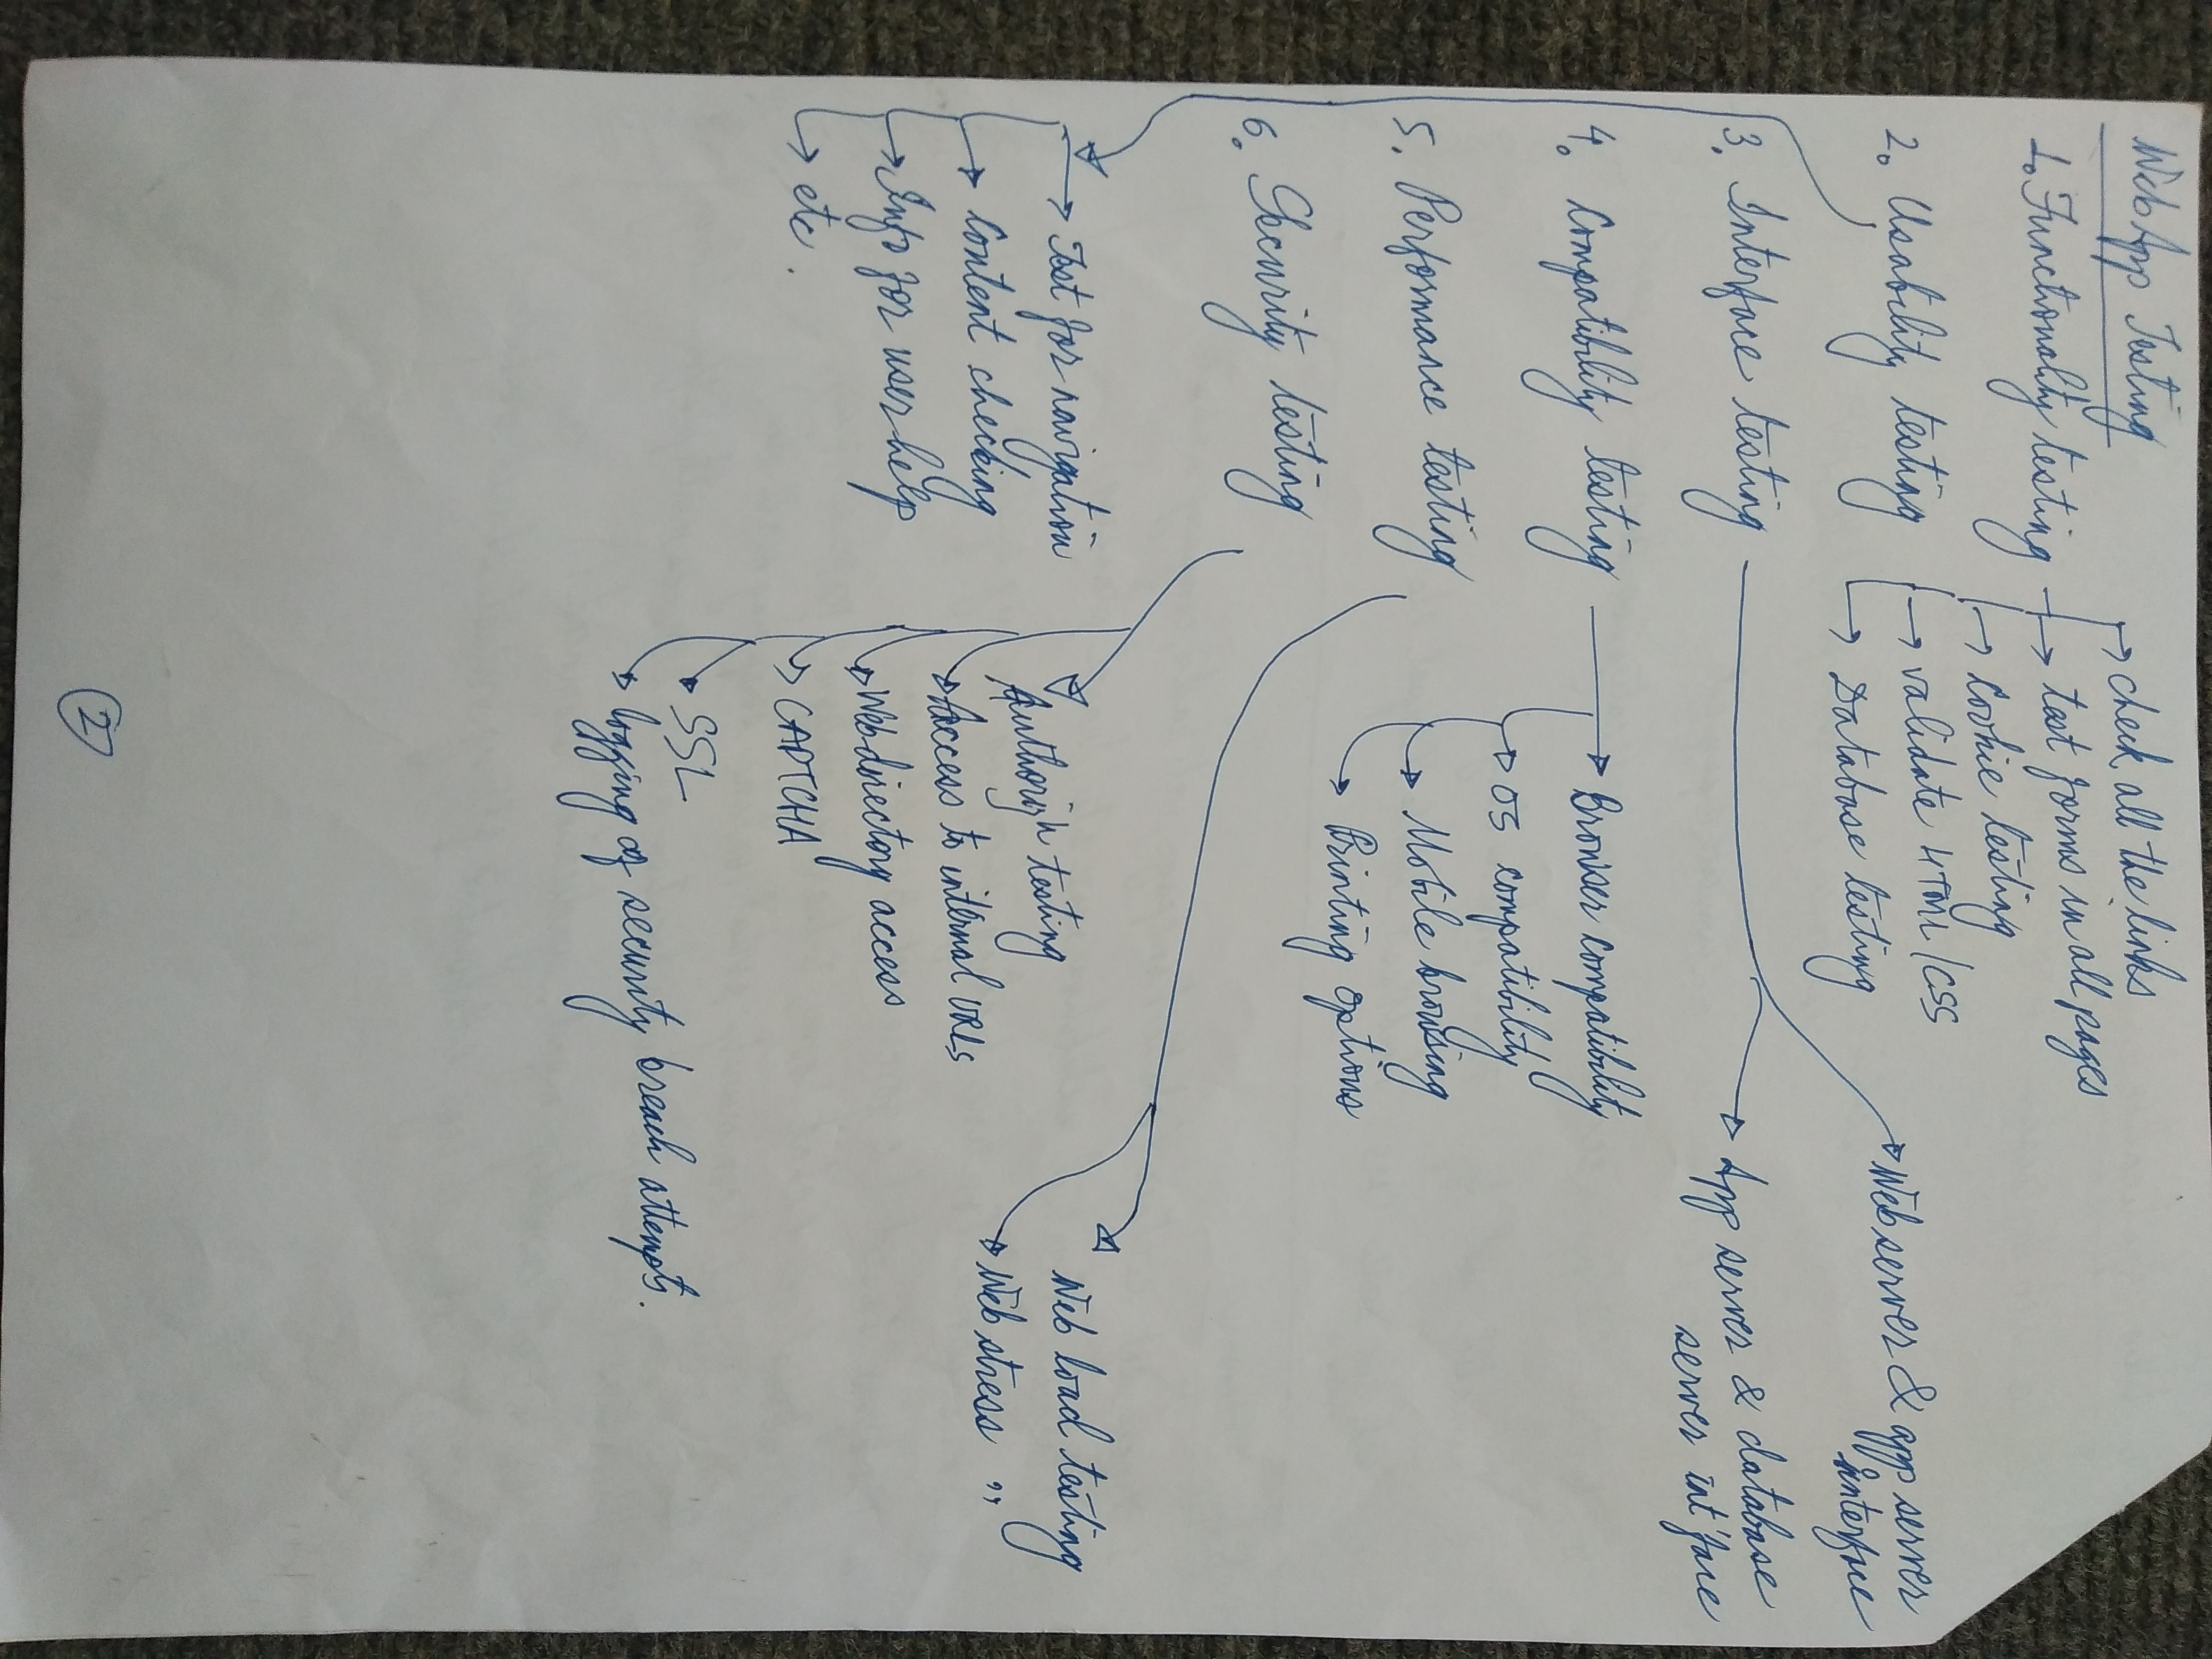 Web App Testing
1. Functionality testing
→ check all the links
→ test forms in all pages
→ Cookie testing
→ validate HTML/CSS
→ Database testing
2. Usability testing
3. Interface testing
→ Web server & app server
interface
→ App server & database
server int'face
4. Compatibility testing
→ Browser compatibility
→ OS compatibility
→ Mobile browsing
→ Printing options
5. Performance testing
→ Web load testing
→ Web stress "
6. Security testing
→ Test for navigation
→ Content checking
→ Info for user help
→ etc.
testing
→ Access to internal URLs
→ Web directory access
→ CAPTCHA
→ SSL
→ logging of security breach attempts.
2